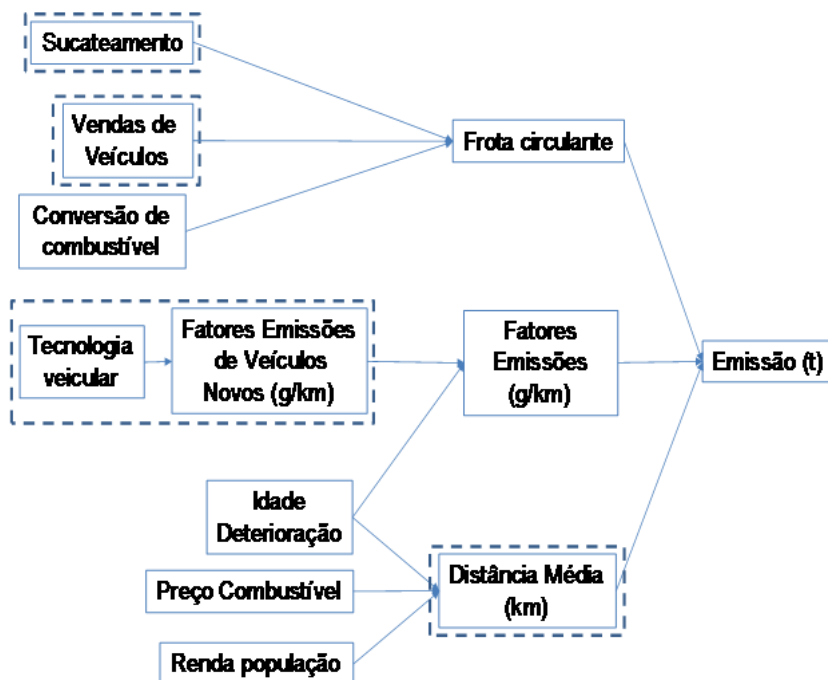 Sucateamento
Vendas de
Veículos
Conversão de
combustível
Frota circulante
Tecnologia
veicular
Fatores Emissões
de Veículos
Novos (g/km)
Fatores
Emissões
(g/km)
Emissão (t)
Idade
Deterioração
Preço Combustível
Renda população
Distância Média
(km)